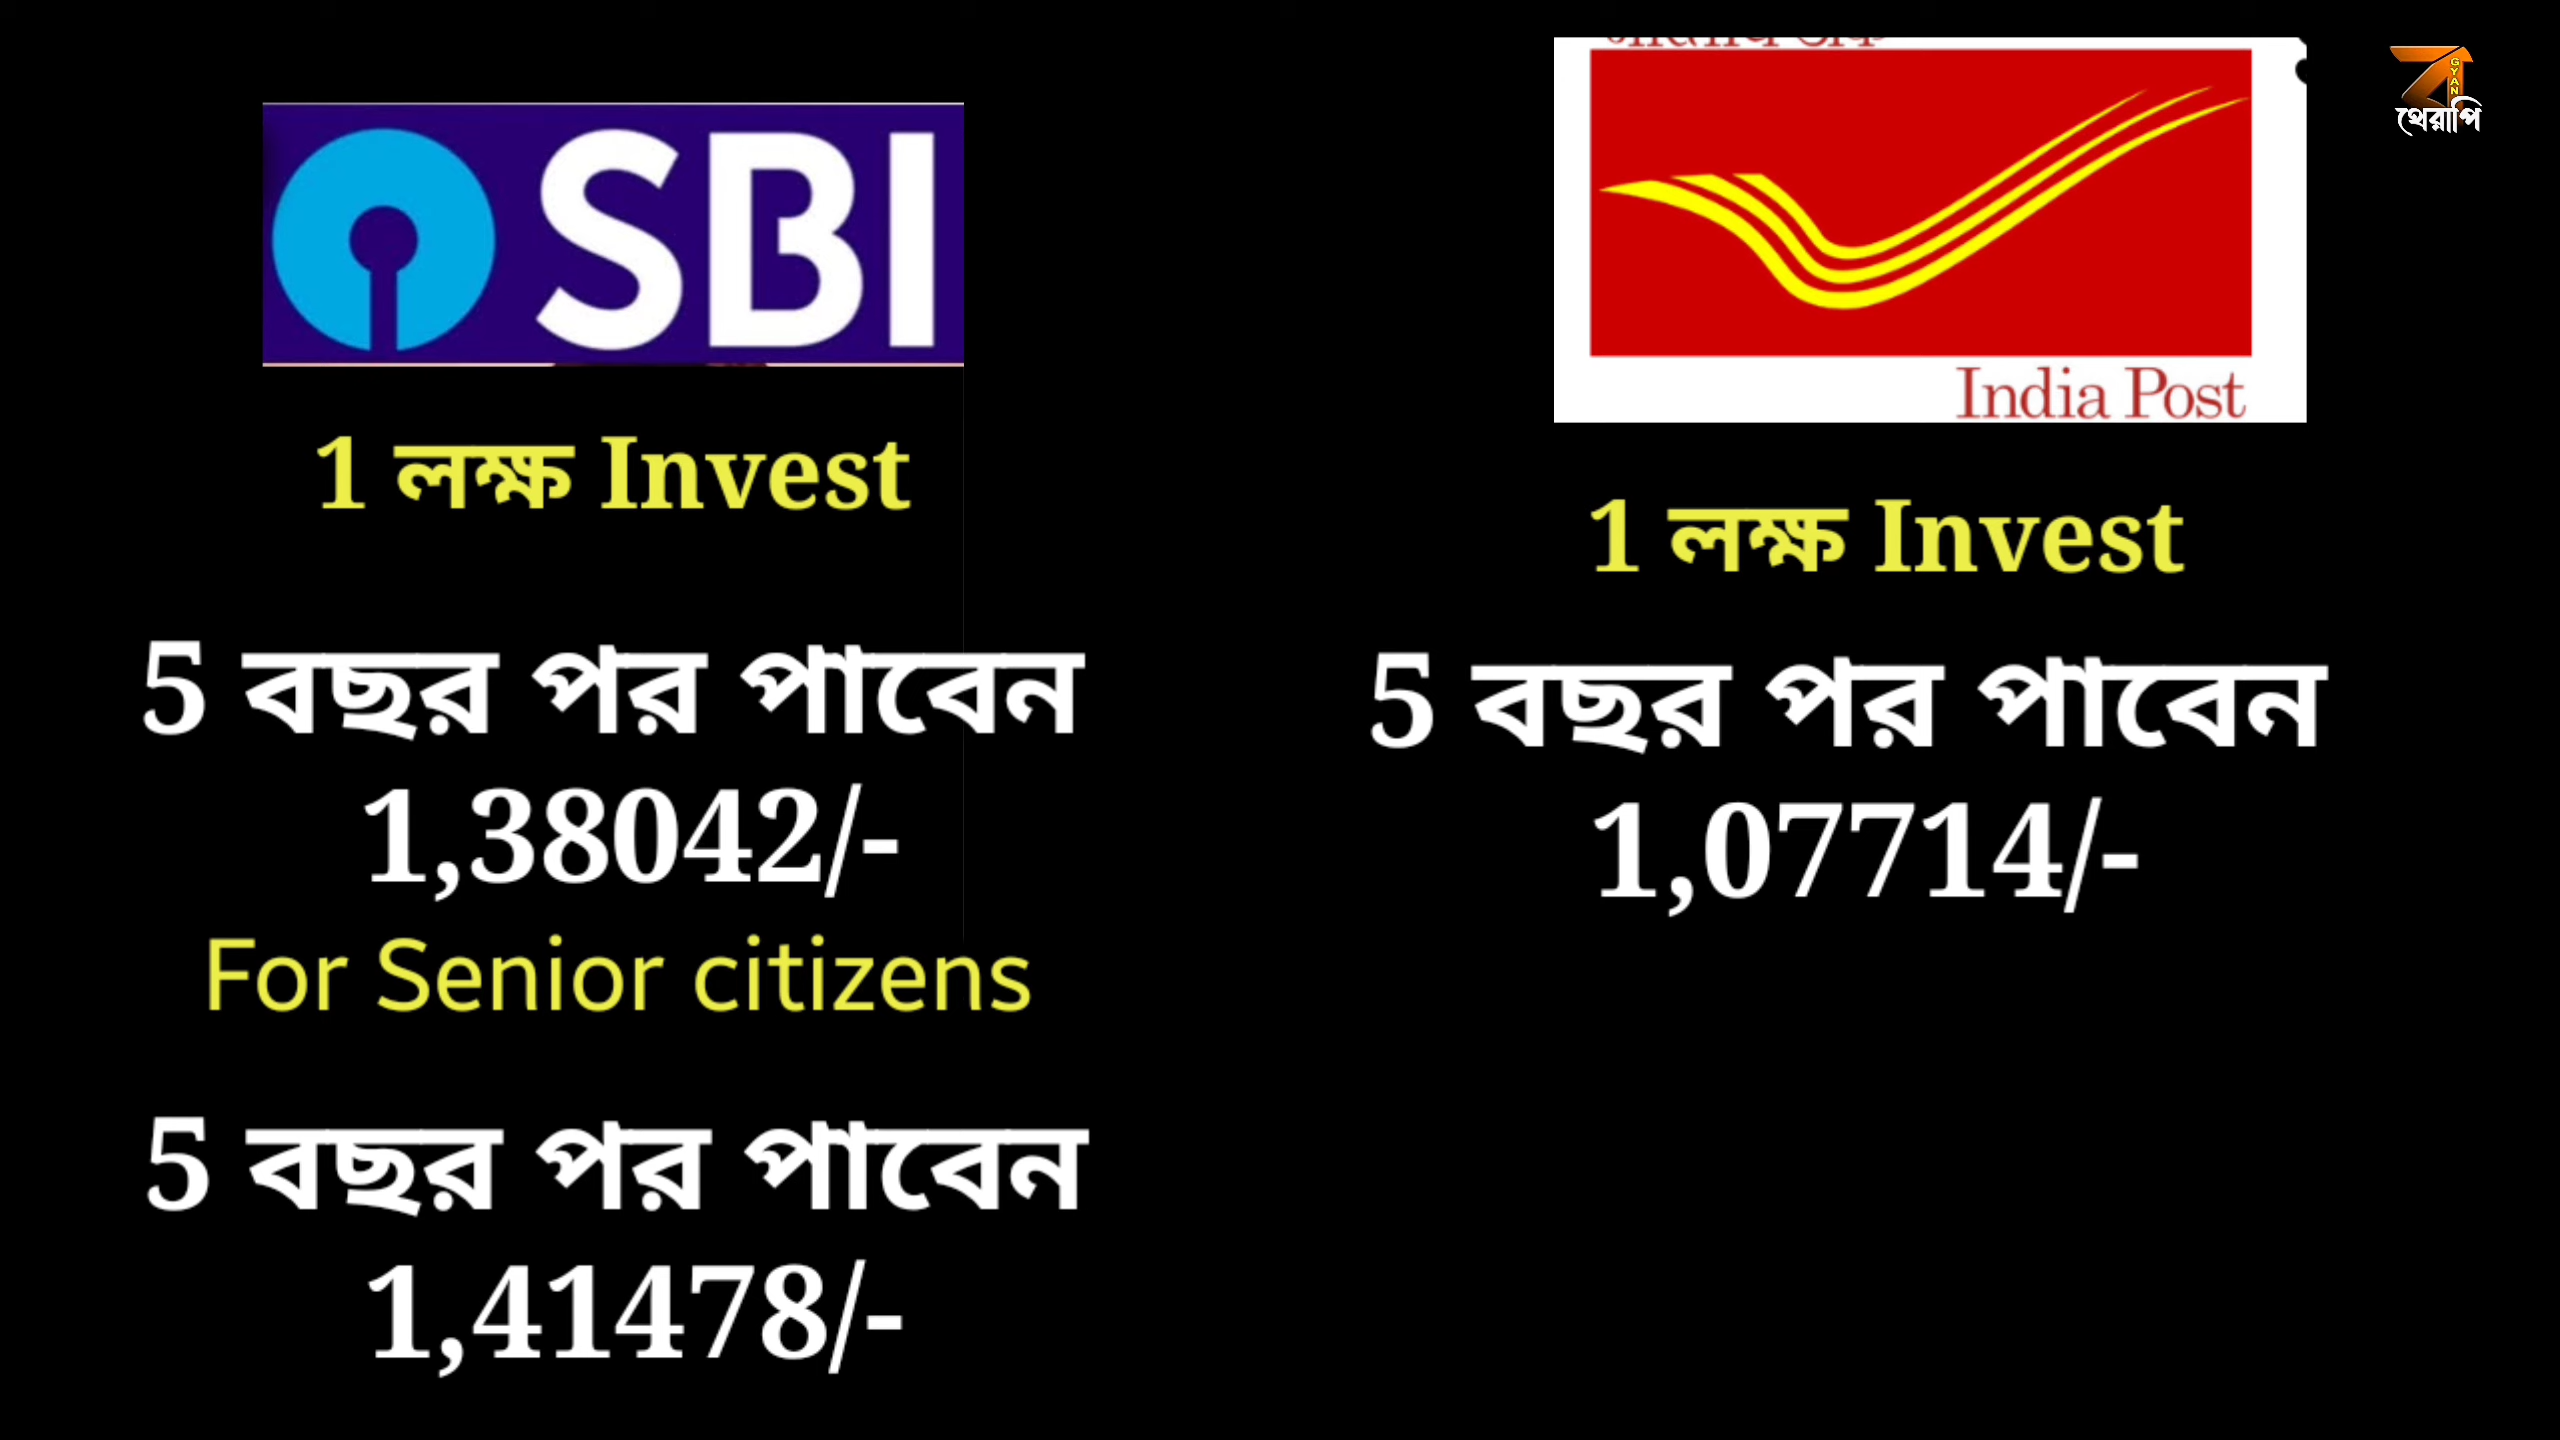 SBI
1 লক্ষ Invest
5 বছর পর পাবেন
1,38042/-
For Senior citizens
5 বছর পর পাবেন
1,41478/-
India Post
1 লক্ষ Invest
5 বছর পর পাবেন
1,07714/-
GYAN
থেরাপি